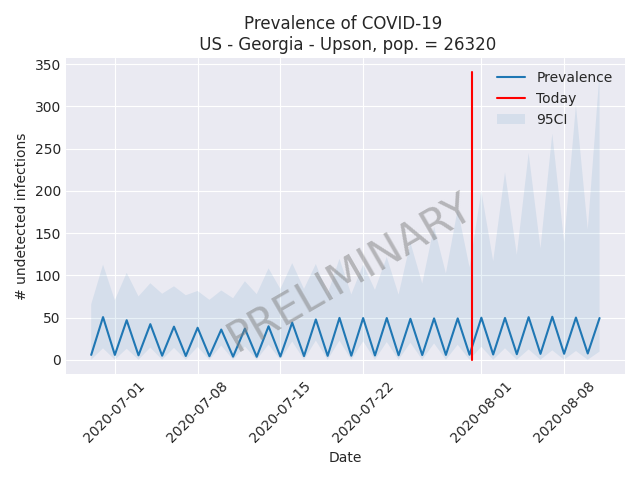 Prevalence of COVID-19
US - Georgia - Upson, pop. = 26320
# undetected infections
350
300
250
200
150
100
50
0
Prevalence
Today
95CI
PRELIMINARY
2020-07-01
2020-07-08
2020-07-15
2020-07-22
2020-08-01
2020-08-08
Date